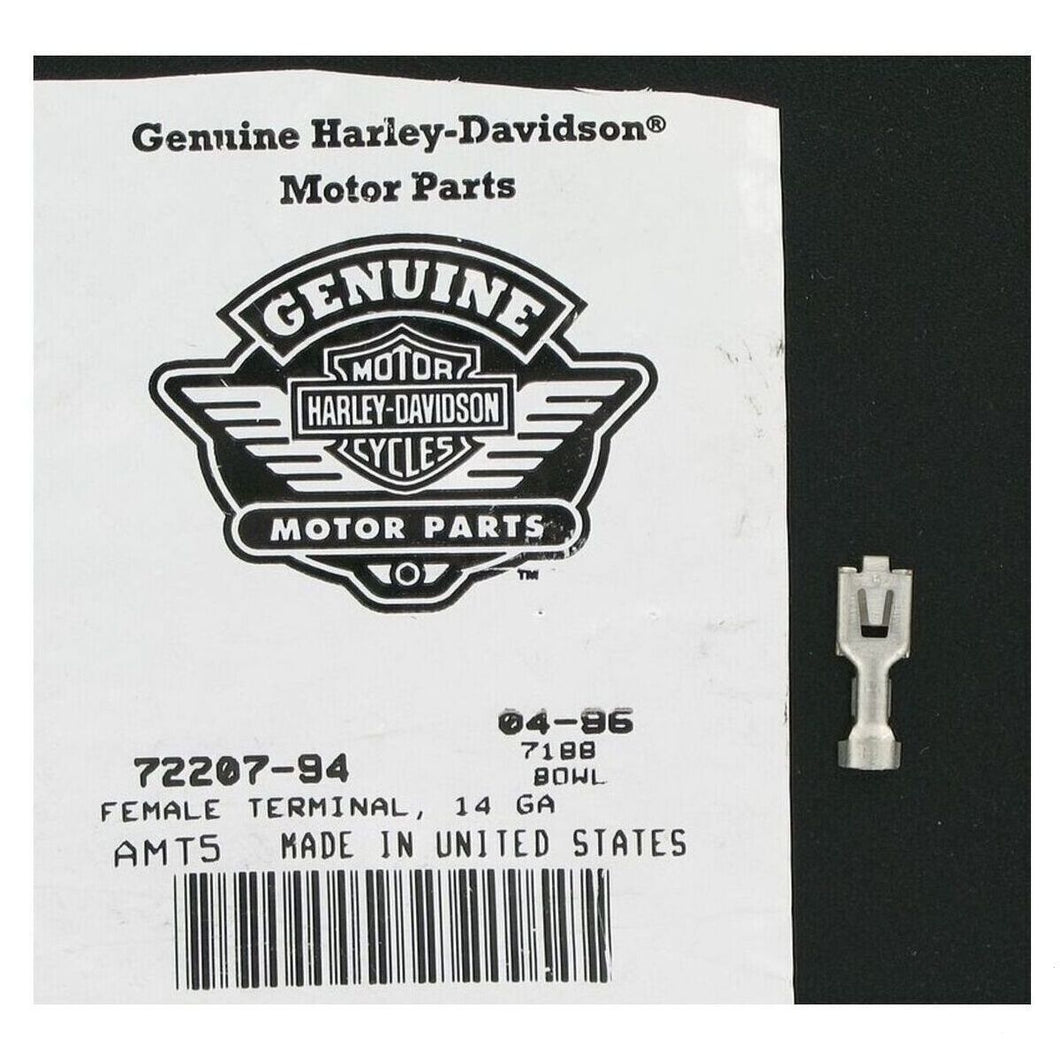 Genuine Harley-Davidson®
Motor Parts
GENUINE
MOTOR
HARLEY-DAVIDSON
CYCLES
MOTOR PARTS
™
04-96
7188
72207-94
BOWL
FEMALE TERMINAL, 14 GA
AMT5 MADE IN UNITED STATES